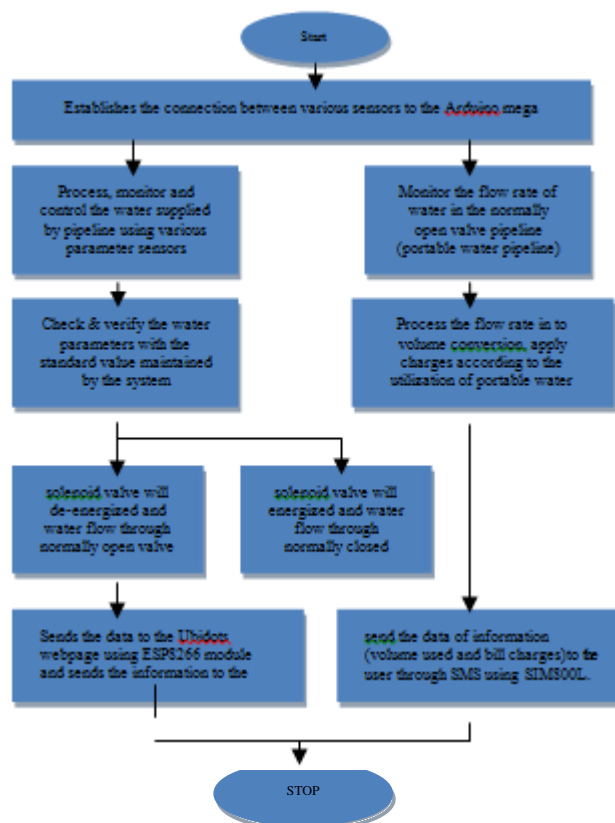 Start
Establishes the connection between various sensors to the Arduino mega
Process, monitor and
control the water supplied
by pipeline using various
parameter sensors
Monitor the flow rate of
water in the normally
open valve pipeline
(portable water pipeline)
Check & verify the water
parameters with the
standard value maintained
by the system
Process the flow rate in to
volume conversion, apply
charges according to the
utilization of portable water
solenoid valve will
de-energized and
water flow through
normally open valve
solenoid valve will
energized and water
flow through
normally closed
Sends the data to the Ubidots
webpage using ESP8266 module
and sends the information to the
send the data of information
(volume used and bill charges)to the
user through SMS using SIM800L.
STOP